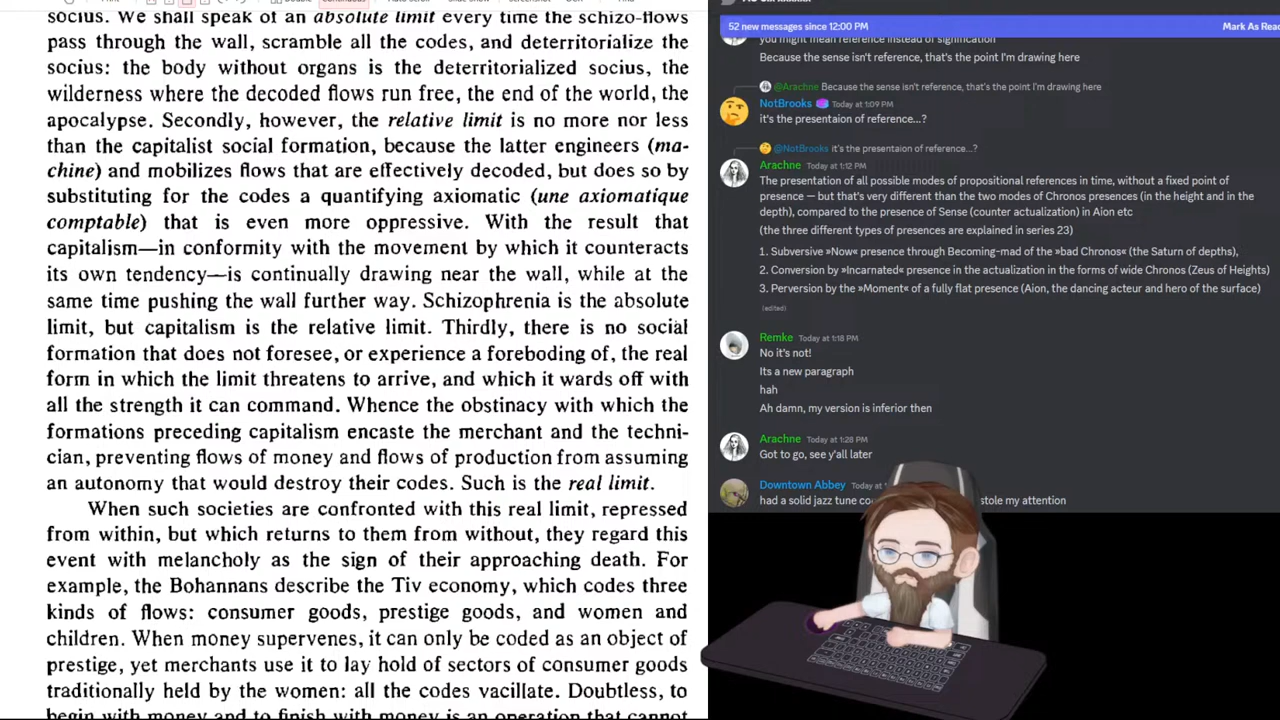 socius. We shall speak of an absolute limit every time the schizo-flows
pass through the wall, scramble all the codes, and deterritorialize the
socius: the body without organs is the deterritorialized socius, the
wilderness where the decoded flows run free, the end of the world, the
apocalypse. Secondly, however, the relative limit is no more nor less
than the capitalist social formation, because the latter engineers (ma-
chine) and mobilizes flows that are effectively decoded, but does so by
substituting for the codes a quantifying axiomatic (une axiomatique
comptable) that is even more oppressive. With the result that
capitalism—in conformity with the movement by which it counteracts
its own tendency—is continually drawing near the wall, while at the
same time pushing the wall further way. Schizophrenia is the absolute
limit, but capitalism is the relative limit. Thirdly, there is no social
formation that does not foresee, or experience a foreboding of, the real
form in which the limit threatens to arrive, and which it wards off with
all the strength it can command. Whence the obstinacy with which the
formations preceding capitalism encaste the merchant and the techni-
cian, preventing flows of money and flows of production from assuming
an autonomy that would destroy their codes. Such is the real limit.
When such societies are confronted with this real limit, repressed
from within, but which returns to them from without, they regard this
event with melancholy as the sign of their approaching death. For
example, the Bohannans describe the Tiv economy, which codes three
kinds of flows: consumer goods, prestige goods, and women and
children. When money supervenes, it can only be coded as an object of
prestige, yet merchants use it to lay hold of sectors of consumer goods
traditionally held by the women: all the codes vacillate. Doubtless, to
begin with money and to finish with money is an operation that cannot
52 new messages since 12:00 PM
Mark As Read
you might mean reference instead of signification
Because the sense isn't reference, that's the point I'm drawing here
@Arachne Because the sense isn't reference, that's the point I'm drawing here
NotBrooks Today at 1:09 PM
it's the presentaion of reference...?
@NotBrooks it's the presentaion of reference...?
Arachne Today at 1:12 PM
The presentation of all possible modes of propositional references in time, without a fixed point of
presence — but that's very different than the two modes of Chronos presences (in the height and in the
depth), compared to the presence of Sense (counter actualization) in Aion etc
(the three different types of presences are explained in series 23)
1. Subversive »Now« presence through Becoming-mad of the »bad Chronos« (the Saturn of depths),
2. Conversion by »Incarnated« presence in the actualization in the forms of wide Chronos (Zeus of Heights)
3. Perversion by the »Moment« of a fully flat presence (Aion, the dancing acteur and hero of the surface)
(edited)
Remke Today at 1:18 PM
No it's not!
Its a new paragraph
hah
Ah damn, my version is inferior then
Arachne Today at 1:28 PM
Got to go, see y'all later
Downtown Abbey Today at
had a solid jazz tune stole my attention